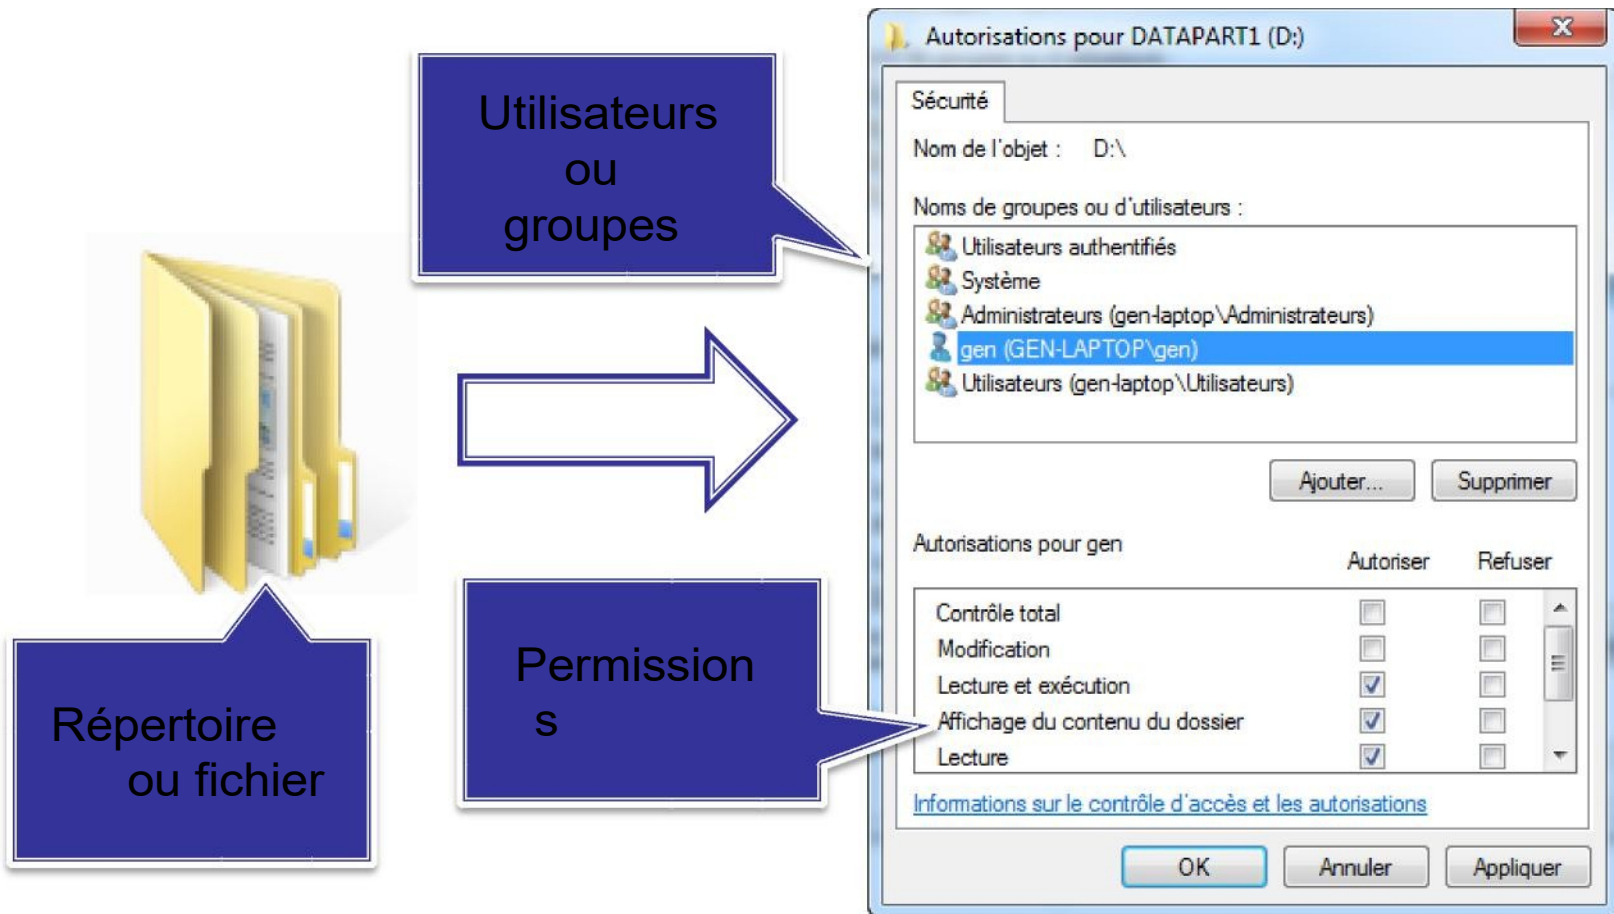 Utilisateurs
ou
groupes
Répertoire
ou fichier
Permission
s
Autorisations pour DATAPART1 (D:)
Sécurité
Nom de l'objet : D:\
Noms de groupes ou d'utilisateurs :
Utilisateurs authentifiés
Système
Administrateurs (gen-laptop\Administrateurs)
gen (GEN-LAPTOP\gen)
Utilisateurs (gen-laptop\Utilisateurs)
Ajouter... Supprimer
Autorisations pour gen Autoriser Refuser
Contrôle total
Modification
Lecture et exécution
Affichage du contenu du dossier
Lecture
Informations sur le contrôle d'accès et les autorisations
OK Annuler Appliquer